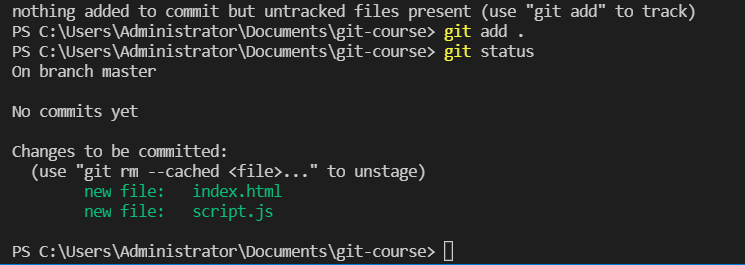 nothing added to commit but untracked files present (use "git add" to track)
PS C:\Users\Administrator\Documents\git-course> git add .
PS C:\Users\Administrator\Documents\git-course> git status
On branch master
No commits yet
Changes to be committed:
  (use "git rm --cached <file>..." to unstage)
        new file:   index.html
        new file:   script.js
PS C:\Users\Administrator\Documents\git-course>